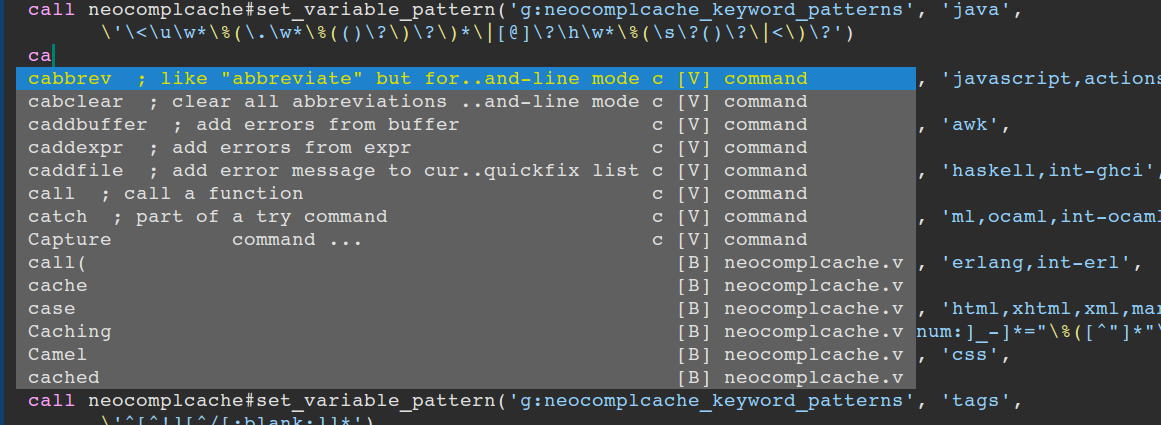 call neocomplcache#set_variable_pattern('g:neocomplcache_keyword_patterns', 'java',
\'\<\u\w*\%(\.\w*\%(()\?\)\?\)*\|[@]\?\h\w*\%(\s\?()\?\|<\)\?')
ca
cabbrev ; like "abbreviate" but for..and-line mode c [V] command , 'javascript,actions
cabclear ; clear all abbreviations ..and-line mode c [V] command
caddbuffer ; add errors from buffer c [V] command , 'awk',
caddexpr ; add errors from expr c [V] command
caddfile ; add error message to cur..quickfix list c [V] command , 'haskell,int-ghci',
call ; call a function c [V] command
catch ; part of a try command c [V] command , 'ml,ocaml,int-ocaml
Capture command ... c [V] command
call( [B] neocomplcache.v , 'erlang,int-erl',
cache [B] neocomplcache.v
case [B] neocomplcache.v , 'html,xhtml,xml,mar
Caching [B] neocomplcache.v num:]_-]*="\%([^"]*"\
Camel [B] neocomplcache.v , 'css',
cached [B] neocomplcache.v
call neocomplcache#set_variable_pattern('g:neocomplcache_keyword_patterns', 'tags',
\'^[^!][^/[:blank:]]*')